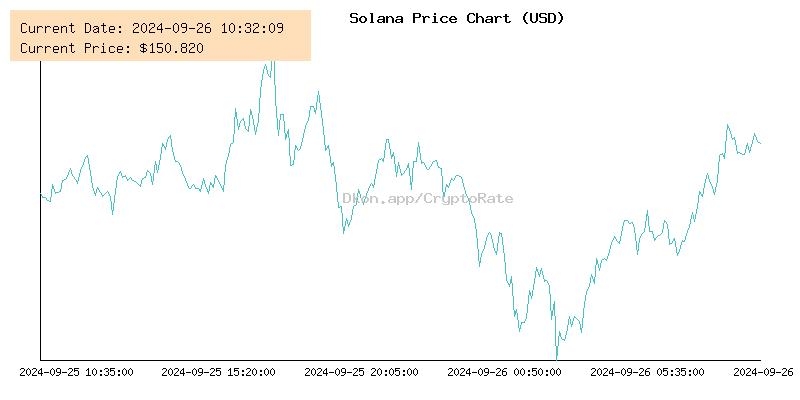 Solana Price Chart (USD)
Current Date: 2024-09-26 10:32:09
Current Price: $150.820
Dkon.app/CryptoRate
2024-09-25 10:35:00 2024-09-25 15:20:00 2024-09-25 20:05:00 2024-09-26 00:50:00 2024-09-26 05:35:00 2024-09-26